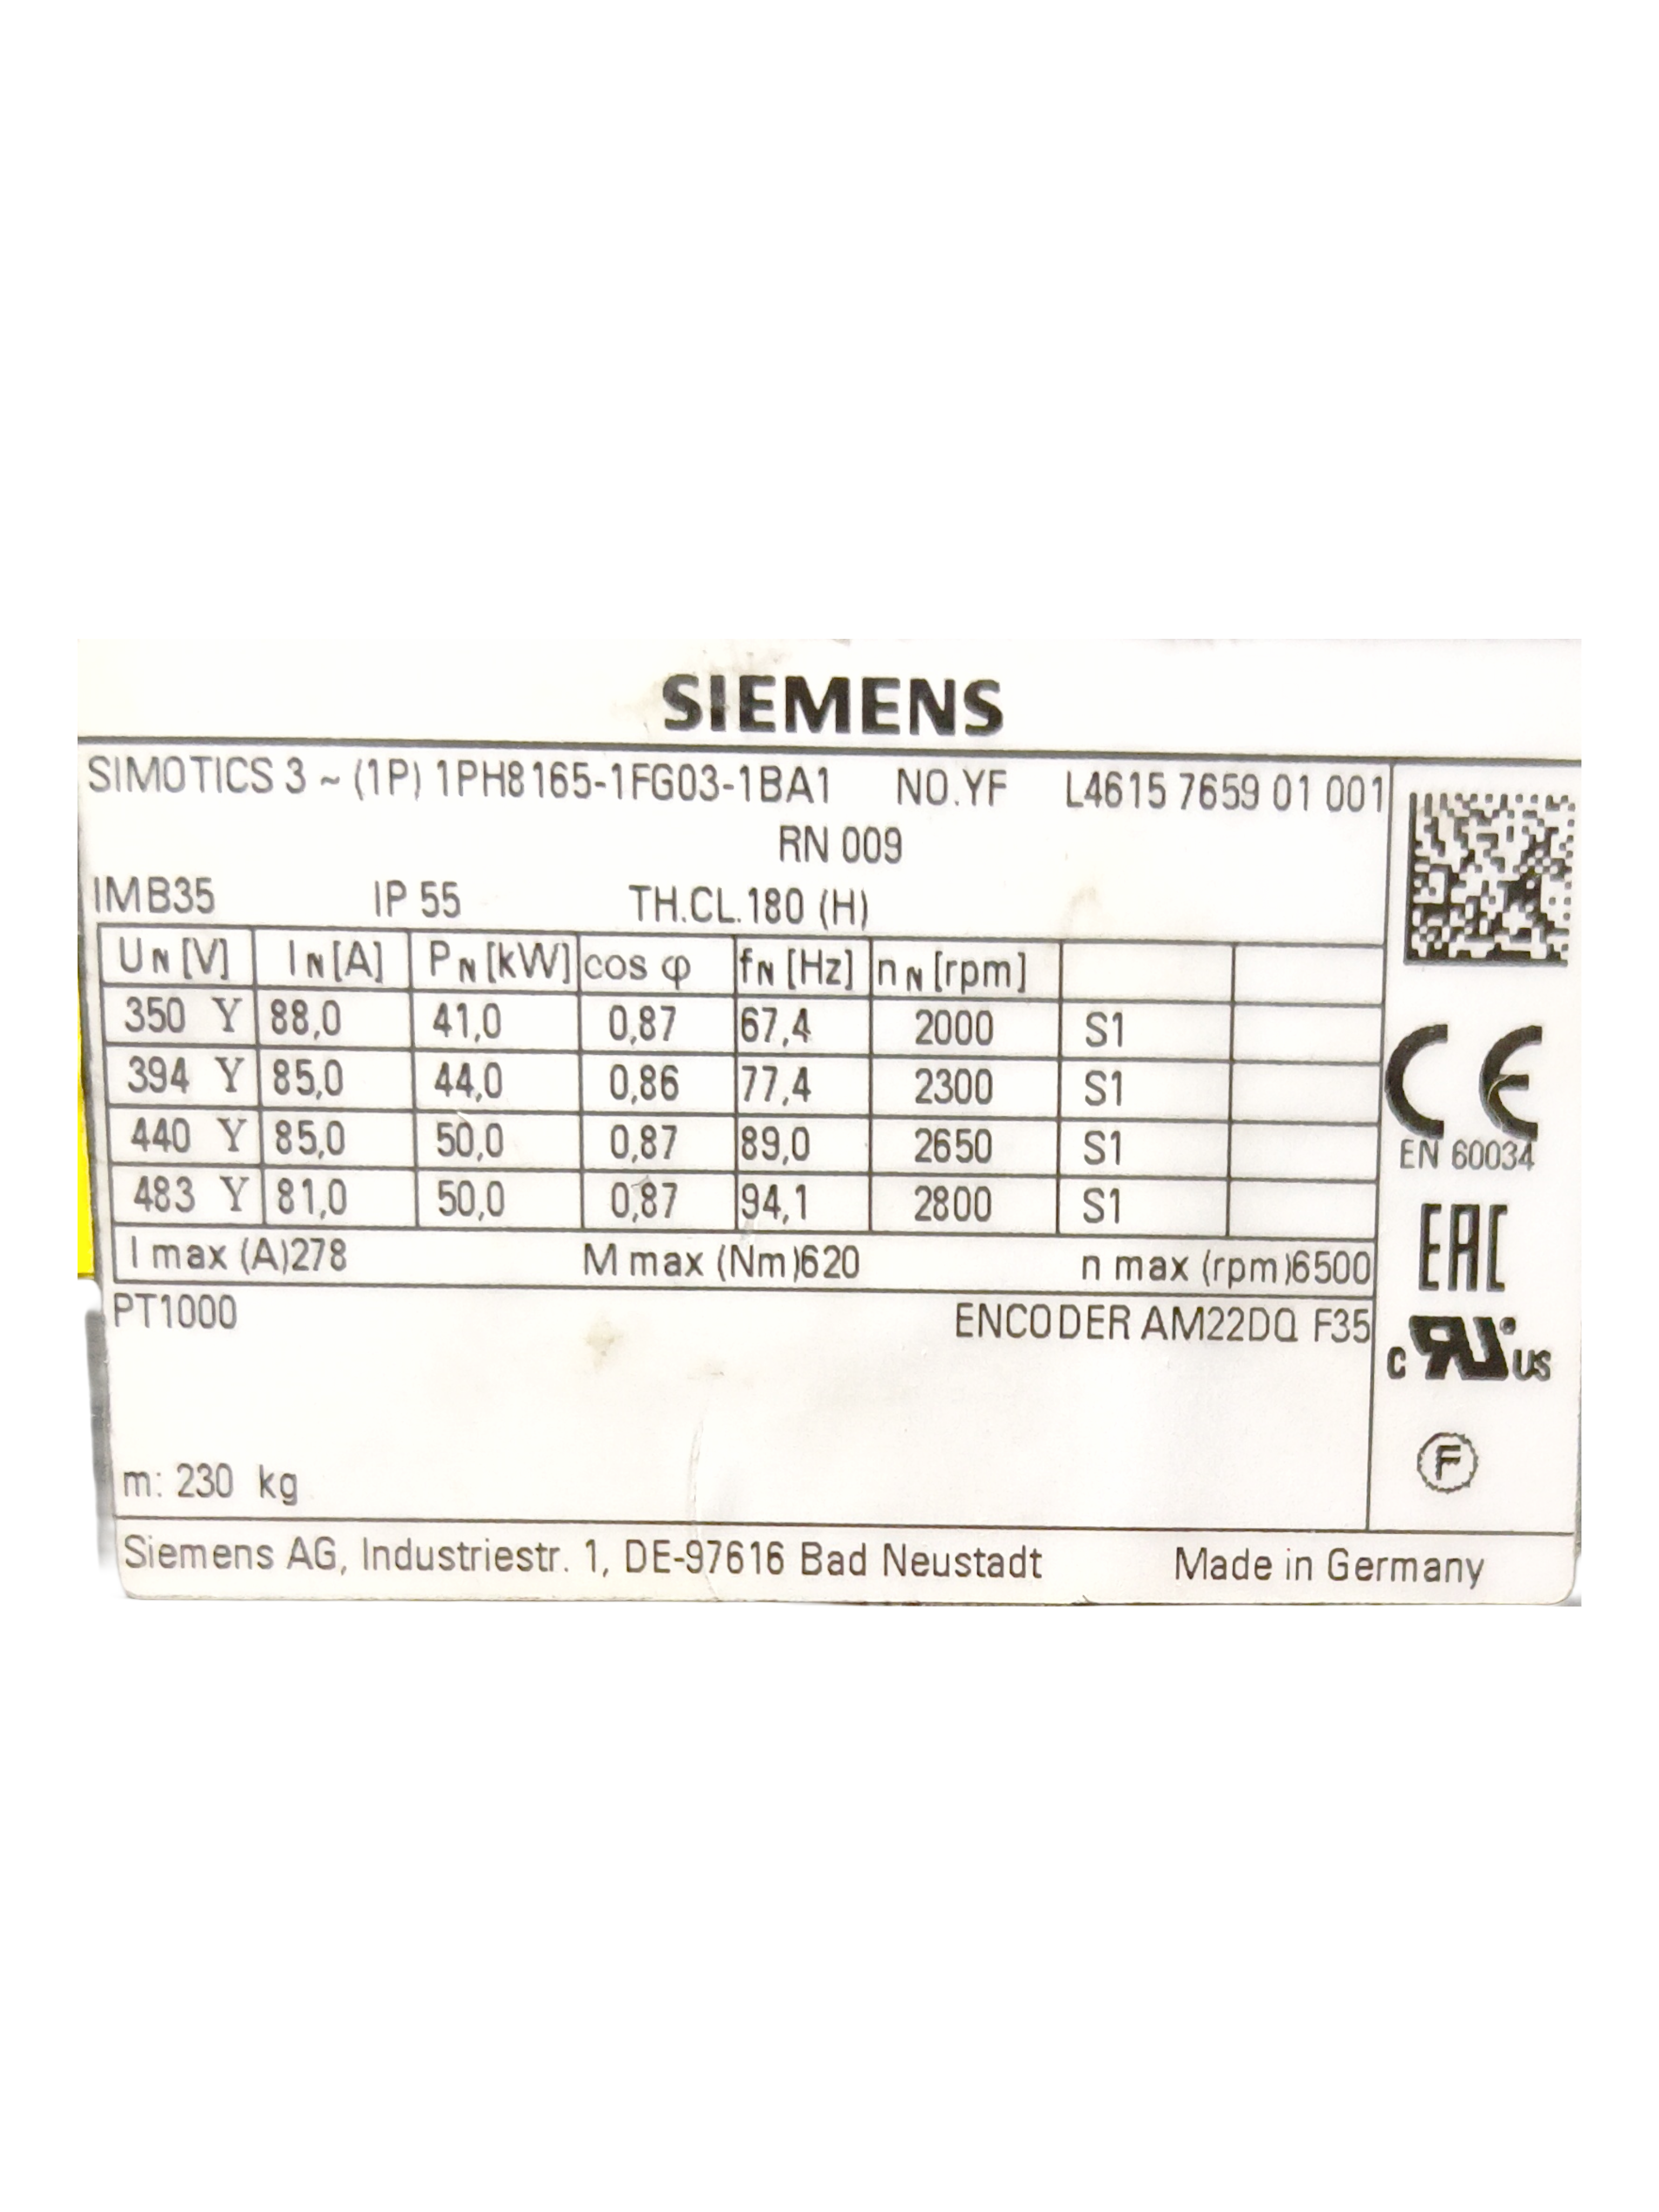 SIEMENS
SIMOTICS 3 ~ (1P) 1PH8165-1FG03-1BA1 NO.YF L46157659 01 001
RN 009
IMB35 IP 55 TH.CL.180 (H)
UN [V] IN [A] PN [kW] cos φ fN [Hz] nN [rpm]
350 Y 88,0 41,0 0,87 67,4 2000 S1
394 Y 85,0 44,0 0,86 77,4 2300 S1
440 Y 85,0 50,0 0,87 89,0 2650 S1
483 Y 81,0 50,0 0,87 94,1 2800 S1
I max (A)278 M max (Nm)620 n max (rpm)6500
PT1000 ENCODER AM22DQ F35
m: 230 kg
Siemens AG, Industriestr. 1, DE-97616 Bad Neustadt Made in Germany
CE
EN 60034
EAC
c RU US
F